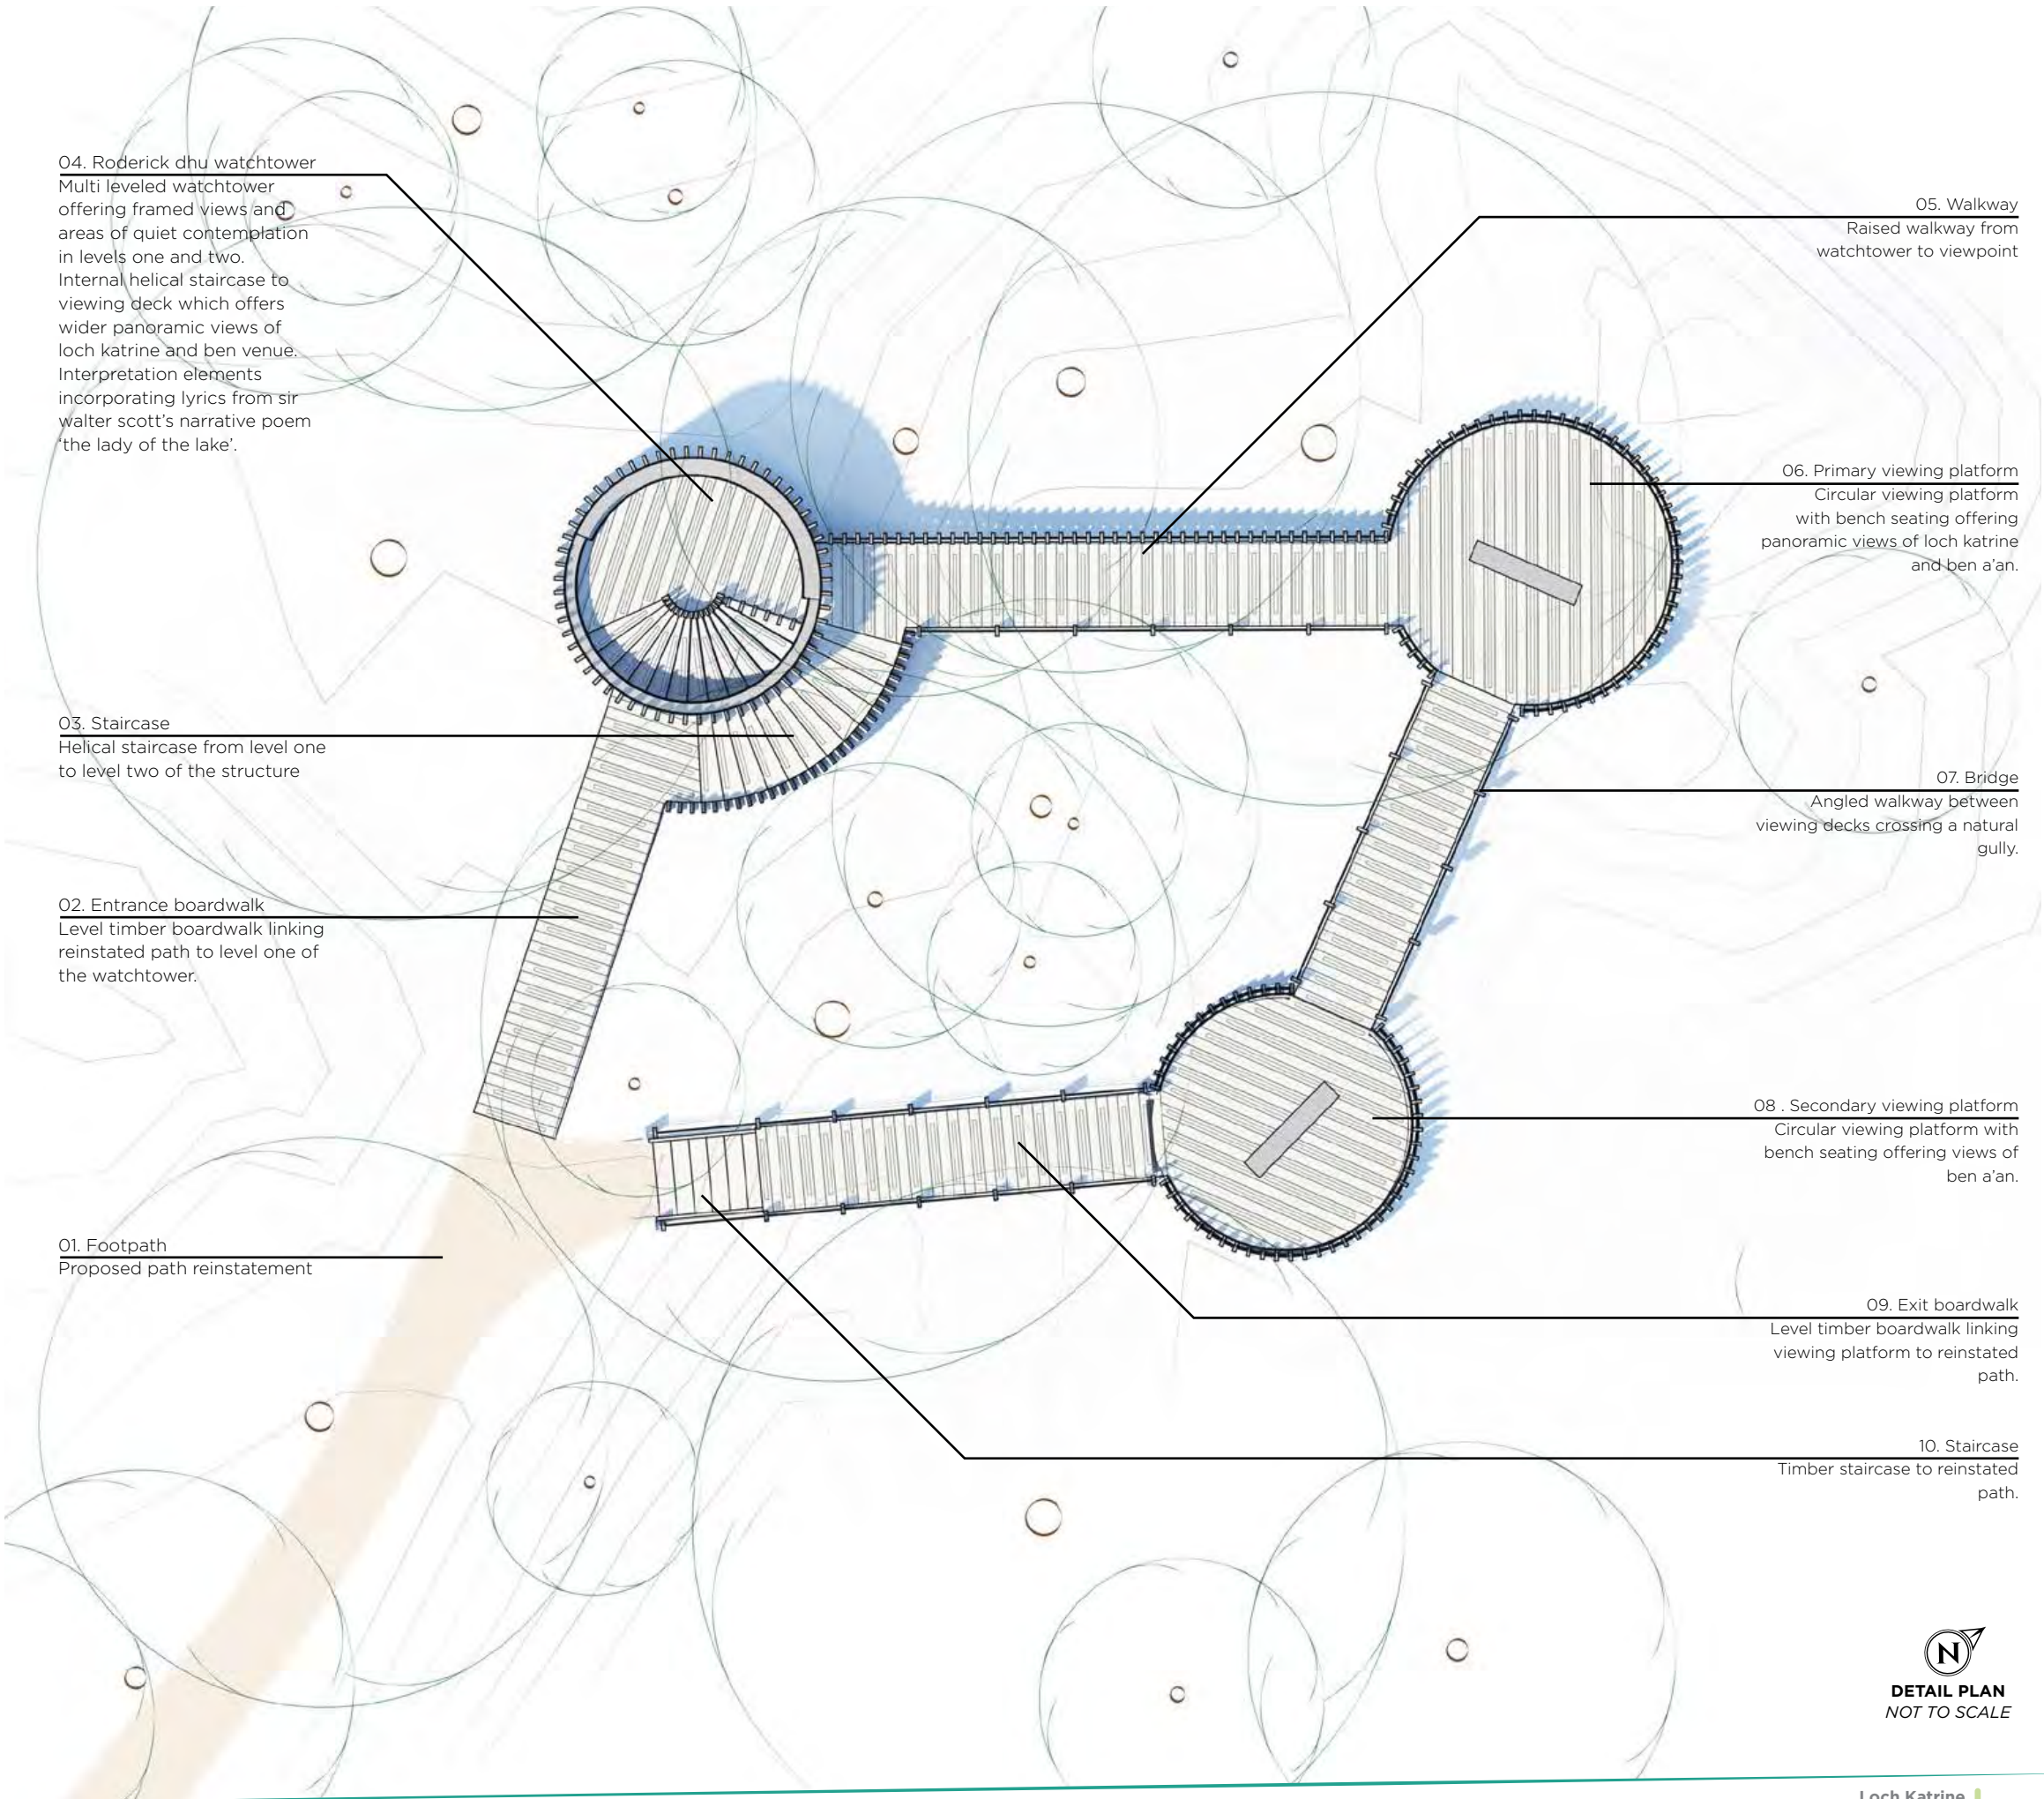 04. Roderick dhu watchtower
Multi leveled watchtower
offering framed views and
areas of quiet contemplation
in levels one and two.
Internal helical staircase to
viewing deck which offers
wider panoramic views of
loch katrine and ben venue.
Interpretation elements
incorporating lyrics from sir
walter scott’s narrative poem
‘the lady of the lake’.
03. Staircase
Helical staircase from level one
to level two of the structure
02. Entrance boardwalk
Level timber boardwalk linking
reinstated path to level one of
the watchtower.
01. Footpath
Proposed path reinstatement
05. Walkway
Raised walkway from
watchtower to viewpoint
06. Primary viewing platform
Circular viewing platform
with bench seating offering
panoramic views of loch katrine
and ben a’an.
07. Bridge
Angled walkway between
viewing decks crossing a natural
gully.
08 . Secondary viewing platform
Circular viewing platform with
bench seating offering views of
ben a’an.
09. Exit boardwalk
Level timber boardwalk linking
viewing platform to reinstated
path.
10. Staircase
Timber staircase to reinstated
path.
N
DETAIL PLAN
NOT TO SCALE
Loch Katrine